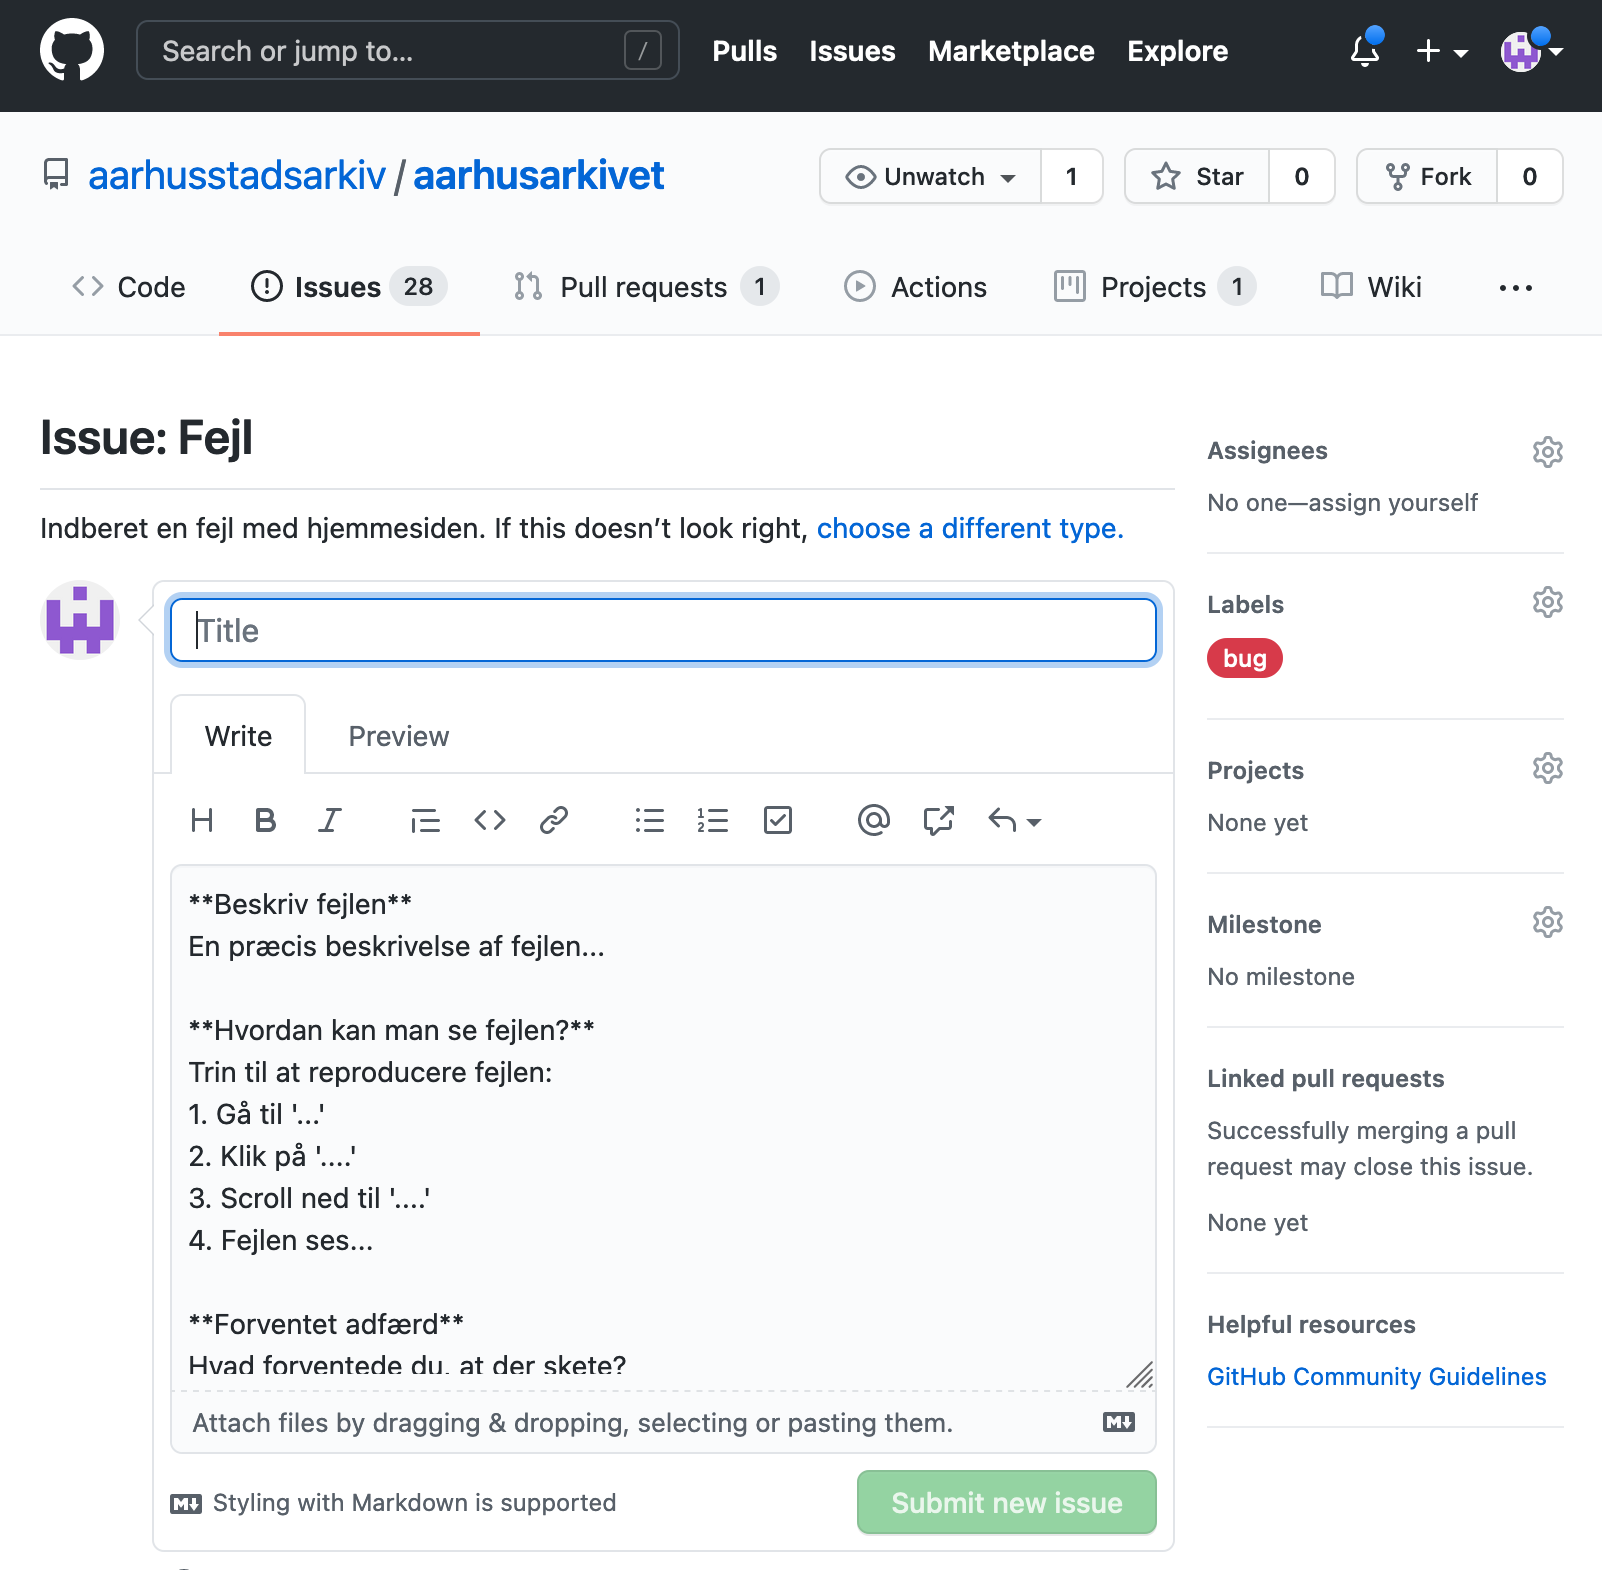 Search or jump to... /
Pulls Issues Marketplace Explore
aarhusstadsarkiv / aarhusarkivet
Unwatch 1 Star 0 Fork 0
Code Issues 28 Pull requests 1 Actions Projects 1 Wiki ...
Issue: Fejl
Indberet en fejl med hjemmesiden. If this doesn’t look right, choose a different type.
Title
Write Preview
**Beskriv fejlen**
En præcis beskrivelse af fejlen...
**Hvordan kan man se fejlen?**
Trin til at reproducere fejlen:
1. Gå til '...'
2. Klik på '....'
3. Scroll ned til '....'
4. Fejlen ses...
**Forventet adfærd**
Hvad forventede du, at der skete?
Attach files by dragging & dropping, selecting or pasting them.
Styling with Markdown is supported
Submit new issue
Assignees
No one—assign yourself
Labels
bug
Projects
None yet
Milestone
No milestone
Linked pull requests
Successfully merging a pull
request may close this issue.
None yet
Helpful resources
GitHub Community Guidelines